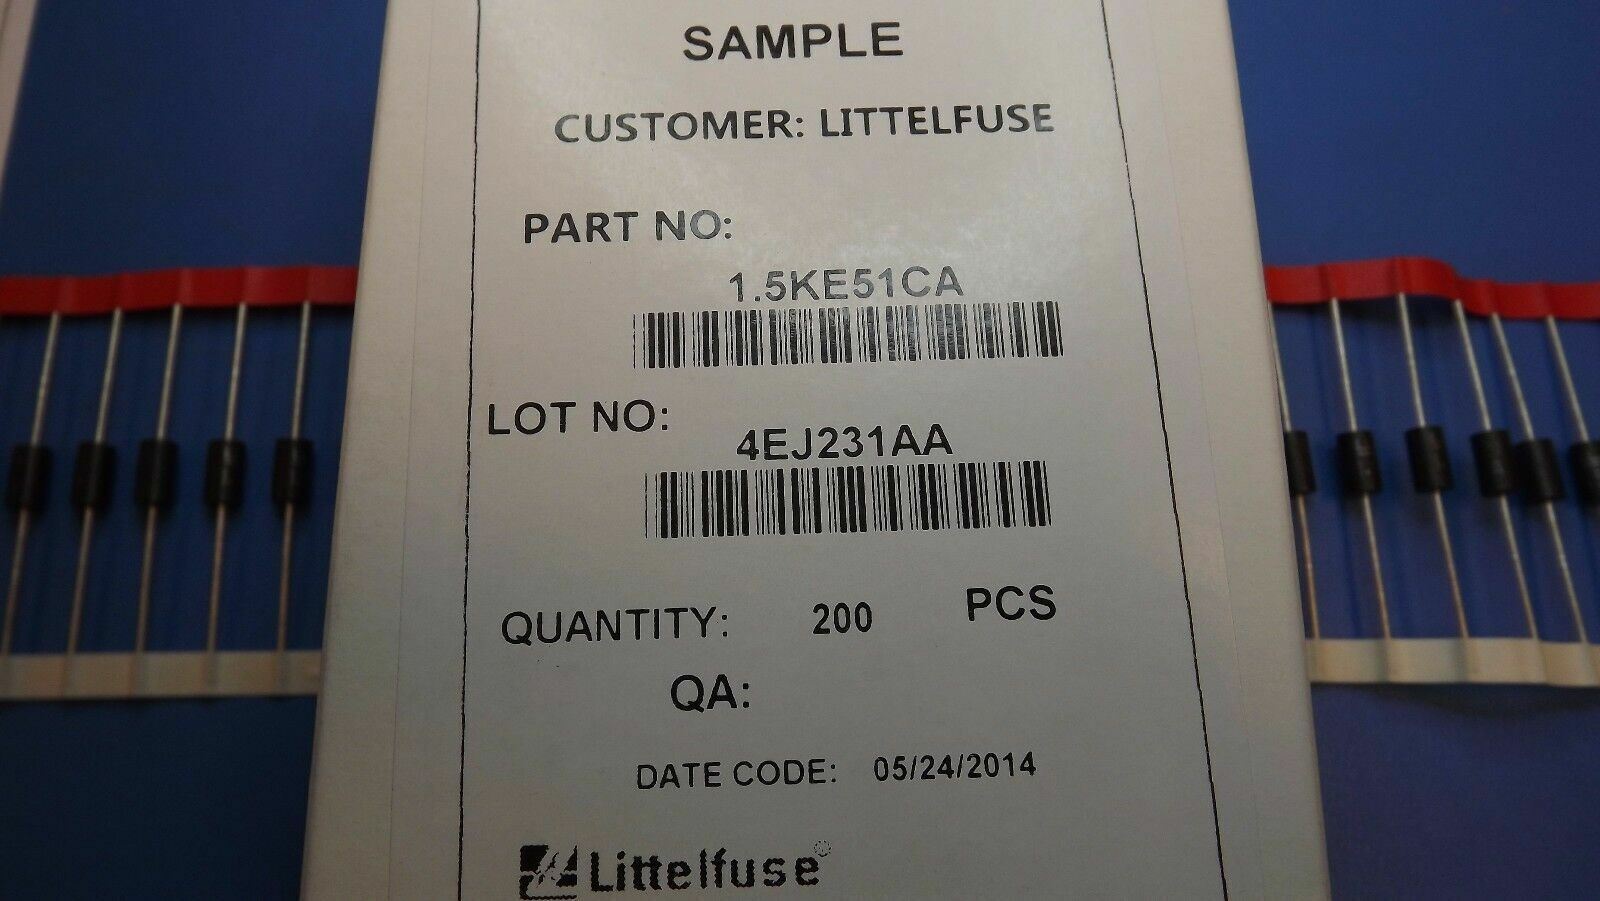 SAMPLE
CUSTOMER: LITTELFUSE
PART NO:
1.5KE51CA
LOT NO:
4EJ231AA
QUANTITY: 200 PCS
QA:
DATE CODE: 05/24/2014
Littelfuse®